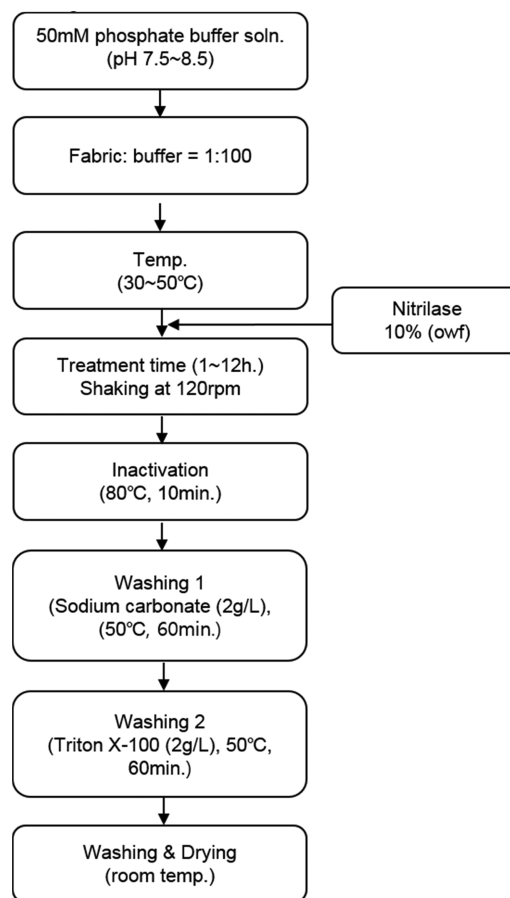 50mM phosphate buffer soln.
(pH 7.5~8.5)
Fabric: buffer = 1:100
Temp.
(30~50℃)
Nitrilase
10% (owf)
Treatment time (1~12h.)
Shaking at 120rpm
Inactivation
(80℃, 10min.)
Washing 1
(Sodium carbonate (2g/L),
(50℃, 60min.)
Washing 2
(Triton X-100 (2g/L), 50℃,
60min.)
Washing & Drying
(room temp.)